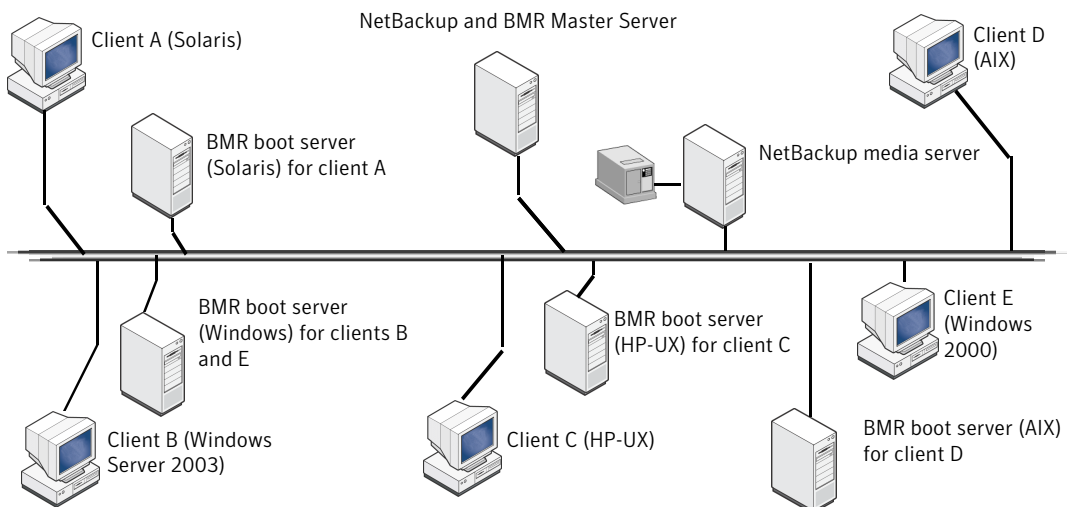 NetBackup and BMR Master Server
Client A (Solaris)
Client D
(AIX)
BMR boot server
(Solaris) for client A
NetBackup media server
BMR boot server
(Windows) for clients B
and E
BMR boot server
(HP-UX) for client C
Client E
(Windows
2000)
Client B (Windows
Server 2003)
Client C (HP-UX)
BMR boot server (AIX)
for client D